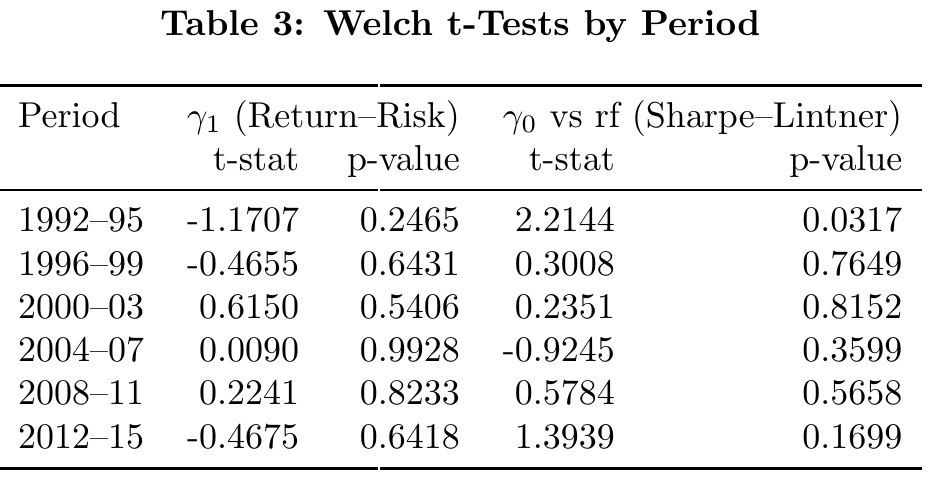 Table 3: Welch t-Tests by Period
Period γ1 (Return–Risk) γ0 vs rf (Sharpe–Lintner)
t-stat p-value t-stat p-value
1992–95 -1.1707 0.2465 2.2144 0.0317
1996–99 -0.4655 0.6431 0.3008 0.7649
2000–03 0.6150 0.5406 0.2351 0.8152
2004–07 0.0090 0.9928 -0.9245 0.3599
2008–11 0.2241 0.8233 0.5784 0.5658
2012–15 -0.4675 0.6418 1.3939 0.1699